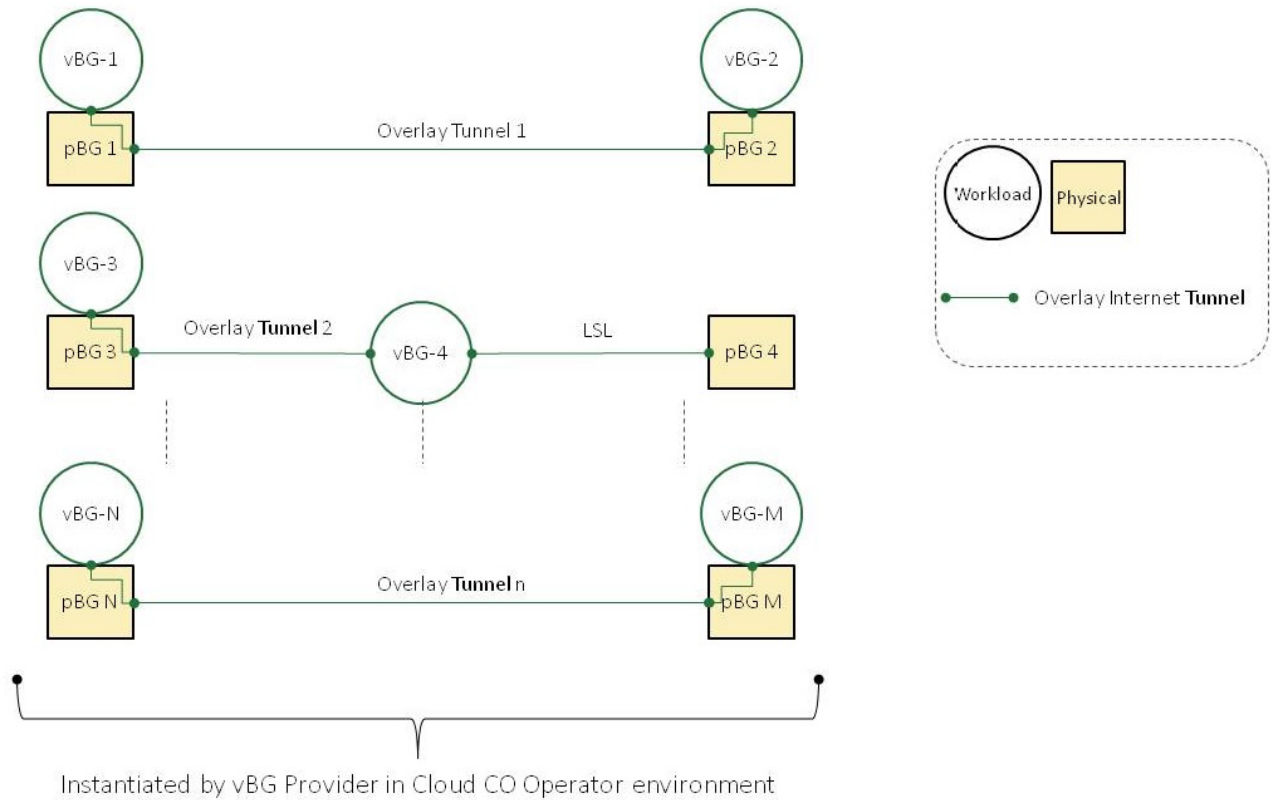 vBG-1
vBG-2
Overlay Tunnel 1
pBG 1
pBG 2
Workload
Physical
vBG-3
Overlay Internet Tunnel
Overlay Tunnel 2
LSL
pBG 3
vBG-4
pBG 4
vBG-N
vBG-M
Overlay Tunnel n
pBG N
pBG M
Instantiated by vBG Provider in Cloud CO Operator environment